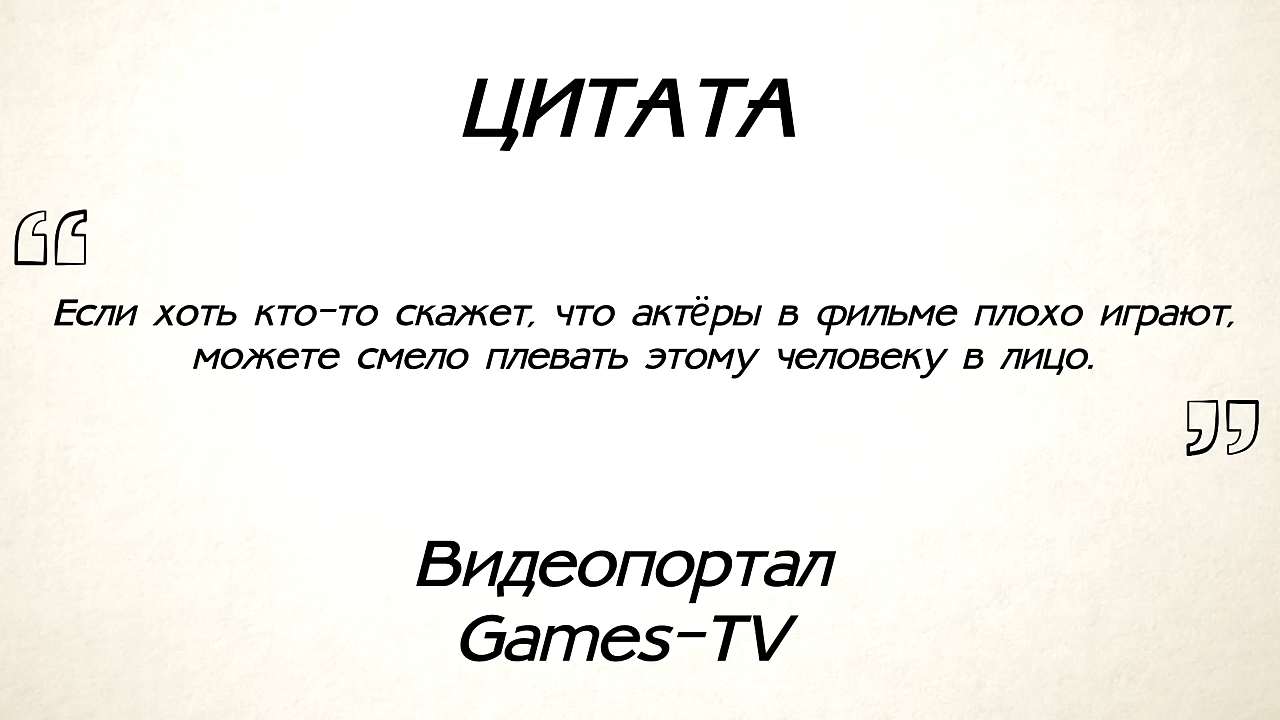 ЦИТАТА
“
Если хоть кто-то скажет, что актёры в фильме плохо играют,
можете смело плевать этому человеку в лицо.
”
Видеопортал
Games-TV